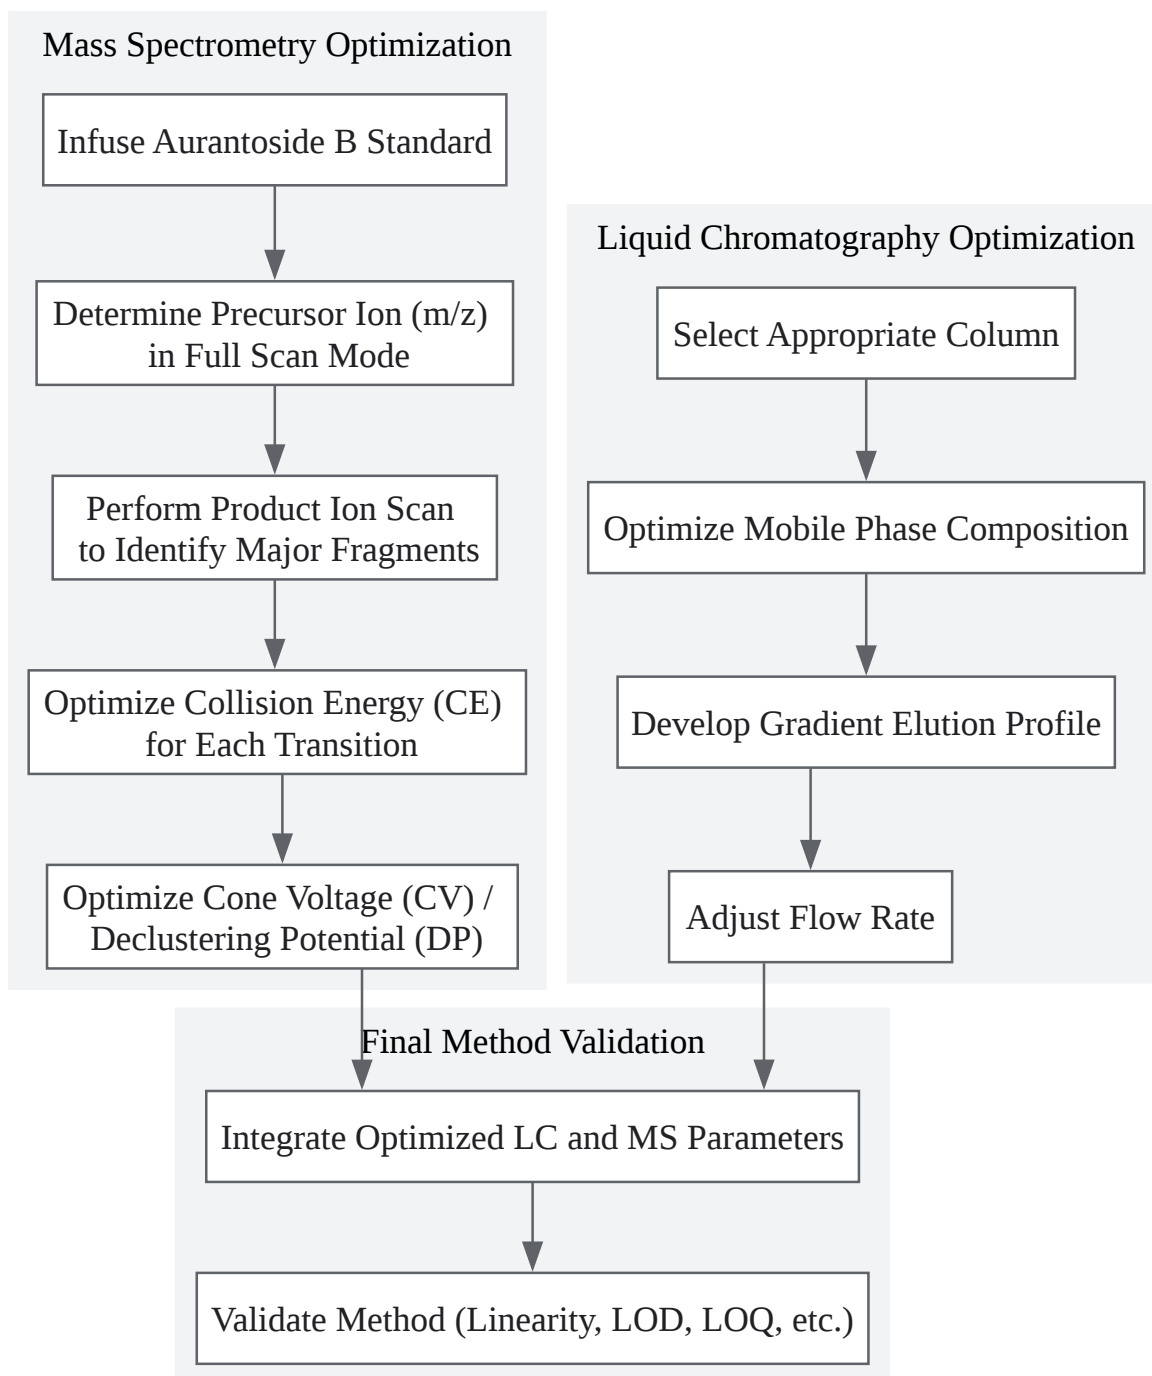 Mass Spectrometry Optimization
Infuse Aurantoside B Standard
Determine Precursor Ion (m/z)
in Full Scan Mode
Perform Product Ion Scan
to Identify Major Fragments
Optimize Collision Energy (CE)
for Each Transition
Optimize Cone Voltage (CV) /
Declustering Potential (DP)
Liquid Chromatography Optimization
Select Appropriate Column
Optimize Mobile Phase Composition
Develop Gradient Elution Profile
Adjust Flow Rate
Final Method Validation
Integrate Optimized LC and MS Parameters
Validate Method (Linearity, LOD, LOQ, etc.)